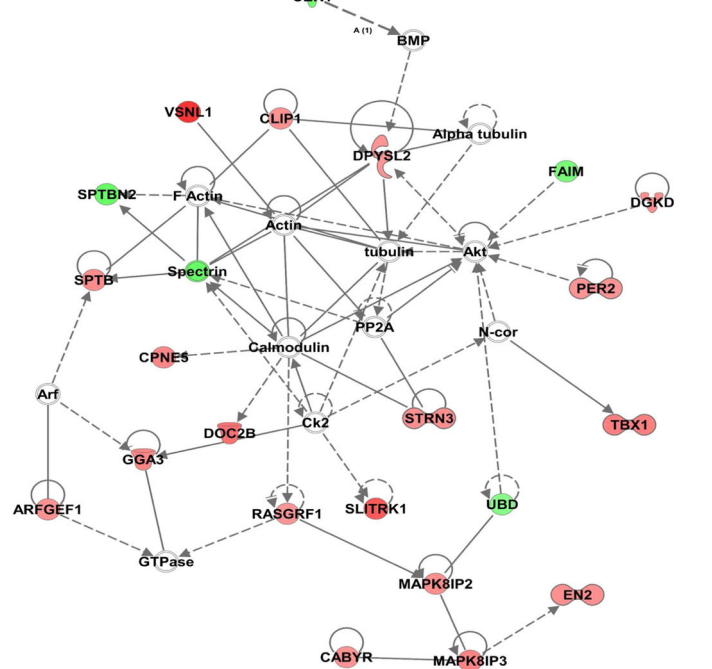 A (1)
BMP
VSNL1
CLIP1
Alpha tubulin
DPYSL2
FAIM
SPTBN2
F Actin
DGKD
Actin
tubulin
Akt
Spectrin
SPTB
PER2
PP2A
N-cor
Calmodulin
CPNE5
Arf
STRN3
Ck2
TBX1
DOC2B
GGA3
ARFGEF1
RASGRF1
SLITRK1
UBD
GTPase
MAPK8IP2
EN2
CABYR
MAPK8IP3